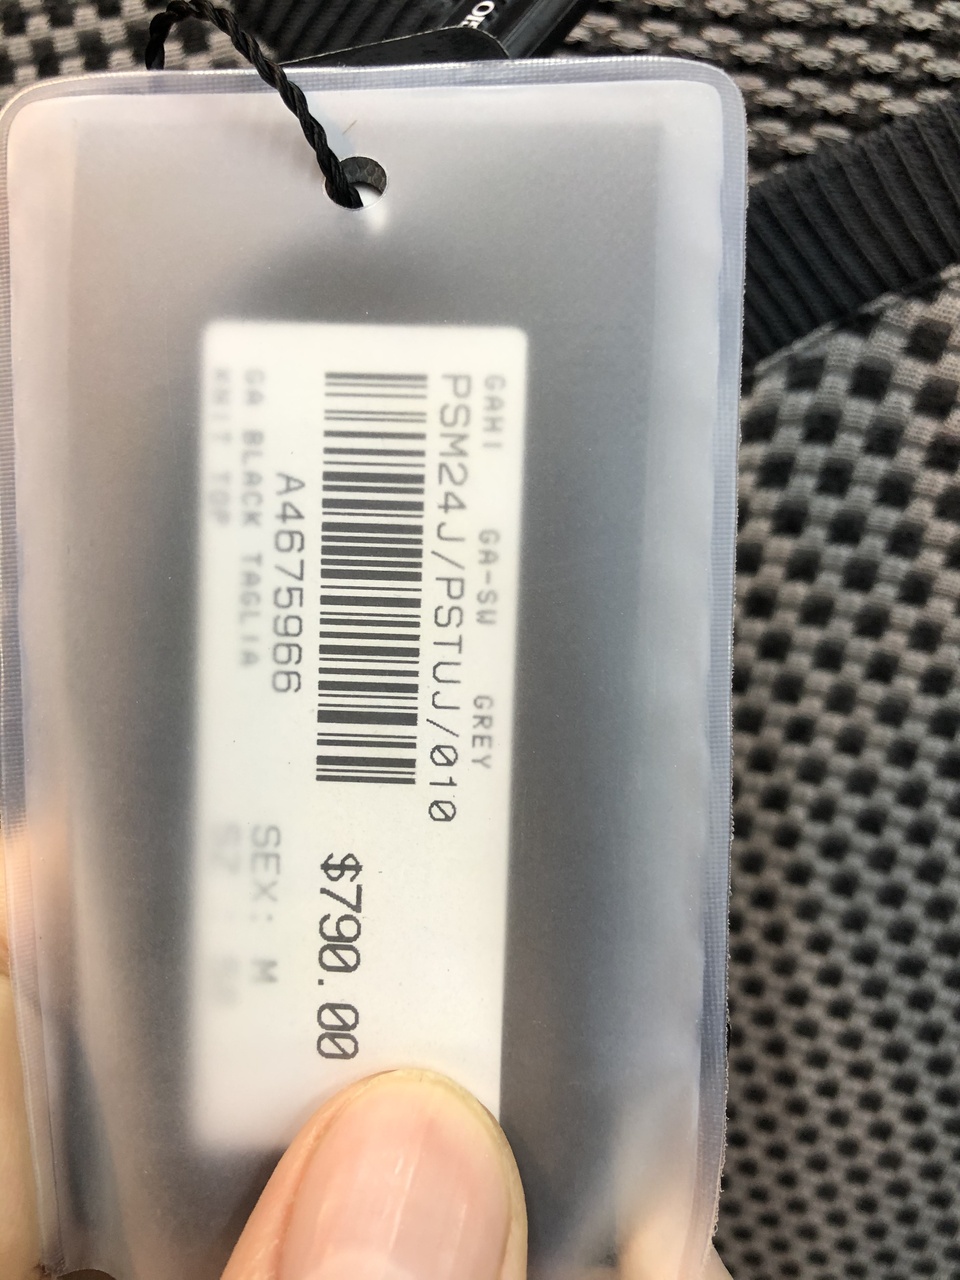 GAHI GA-SW GREY
PSM24J/PSTUJ/010
$790.00
A4675966
GA BLACK TAGLIA SEX: M
KNIT TOP